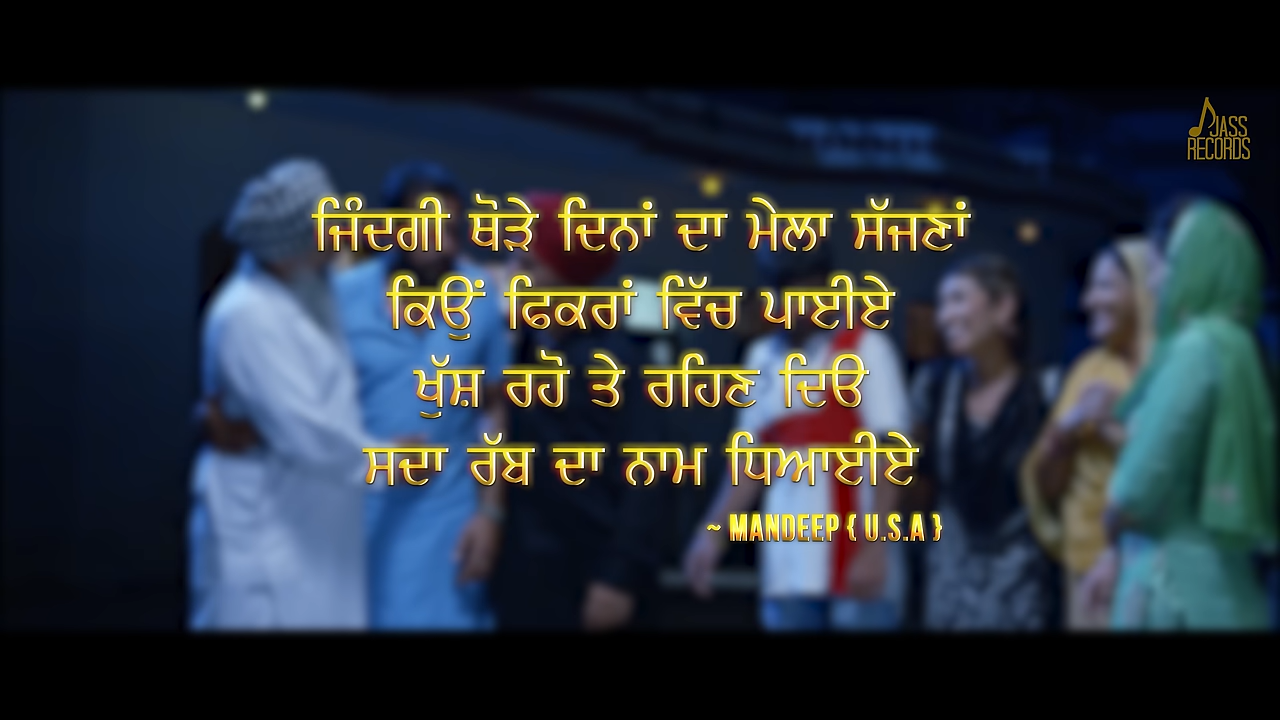 JASS
RECORDS
ਜਿੰਦਗੀ ਥੋੜੇ ਦਿਨਾਂ ਦਾ ਮੇਲਾ ਸੱਜਣਾਂ
ਕਿਉਂ ਫਿਕਰਾਂ ਵਿੱਚ ਪਾਈਏ
ਖੁੱਸ਼ ਰਹੋ ਤੇ ਰਹਿਣ ਦਿਓ
ਸਦਾ ਰੱਬ ਦਾ ਨਾਮ ਧਿਆਈਏ
~ MANDEEP { U.S.A }